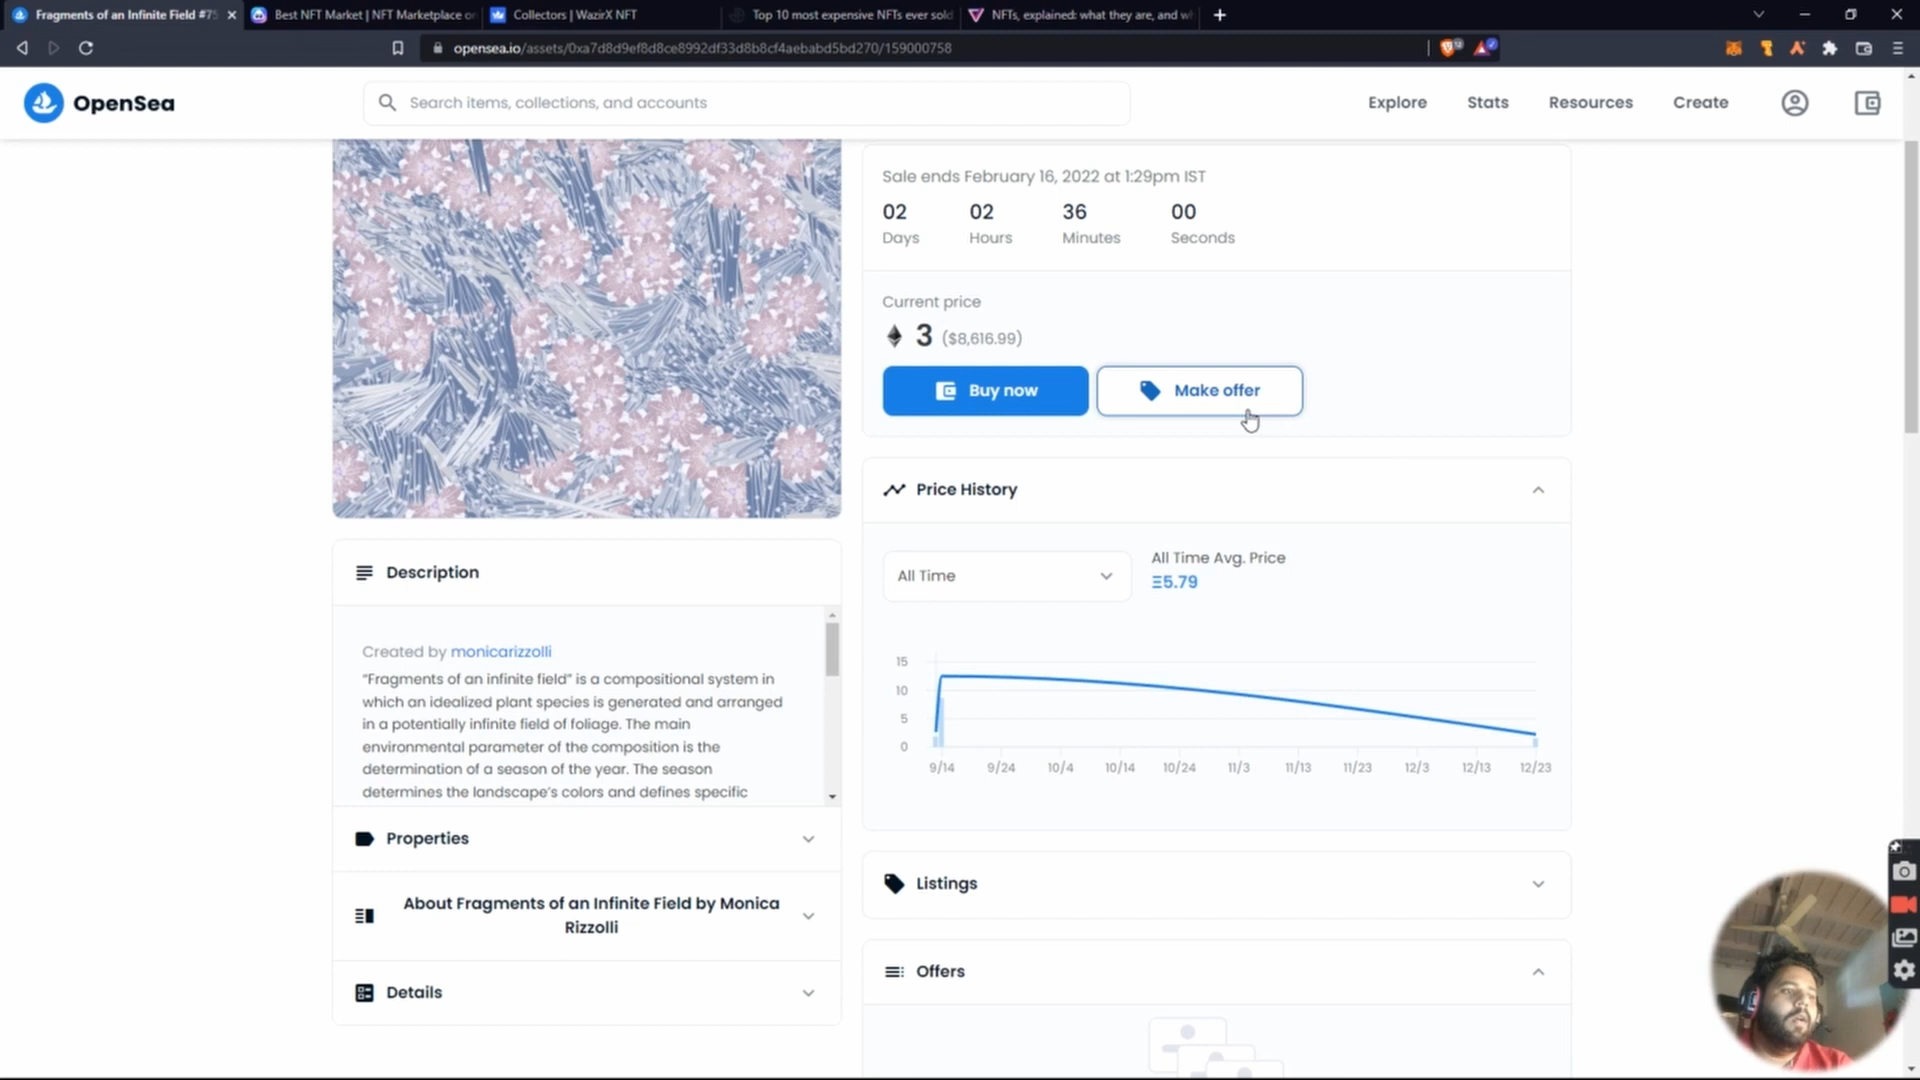 Fragments of an Infinite Field #75
Best NFT Market | NFT Marketplace or
Collectors | WazirX NFT
Top 10 most expensive NFTs ever sold
NFTs, explained: what they are, and wh
opensea.io/assets/0xa7d8d9ef8d8ce8992df33d8b8cf4aebabd5bd270/159000758
OpenSea
Search items, collections, and accounts
Explore
Stats
Resources
Create
Sale ends February 16, 2022 at 1:29pm IST
02 02 36 00
Days Hours Minutes Seconds
Current price
3 ($8,616.99)
Buy now
Make offer
Price History
All Time
All Time Avg. Price
Ξ5.79
15
10
5
0
9/14 9/24 10/4 10/14 10/24 11/3 11/13 11/23 12/3 12/13 12/23
Description
Created by monicarizzolli
“Fragments of an infinite field” is a compositional system in
which an idealized plant species is generated and arranged
in a potentially infinite field of foliage. The main
environmental parameter of the composition is the
determination of a season of the year. The season
determines the landscape’s colors and defines specific
Properties
About Fragments of an Infinite Field by Monica
Rizzolli
Details
Listings
Offers